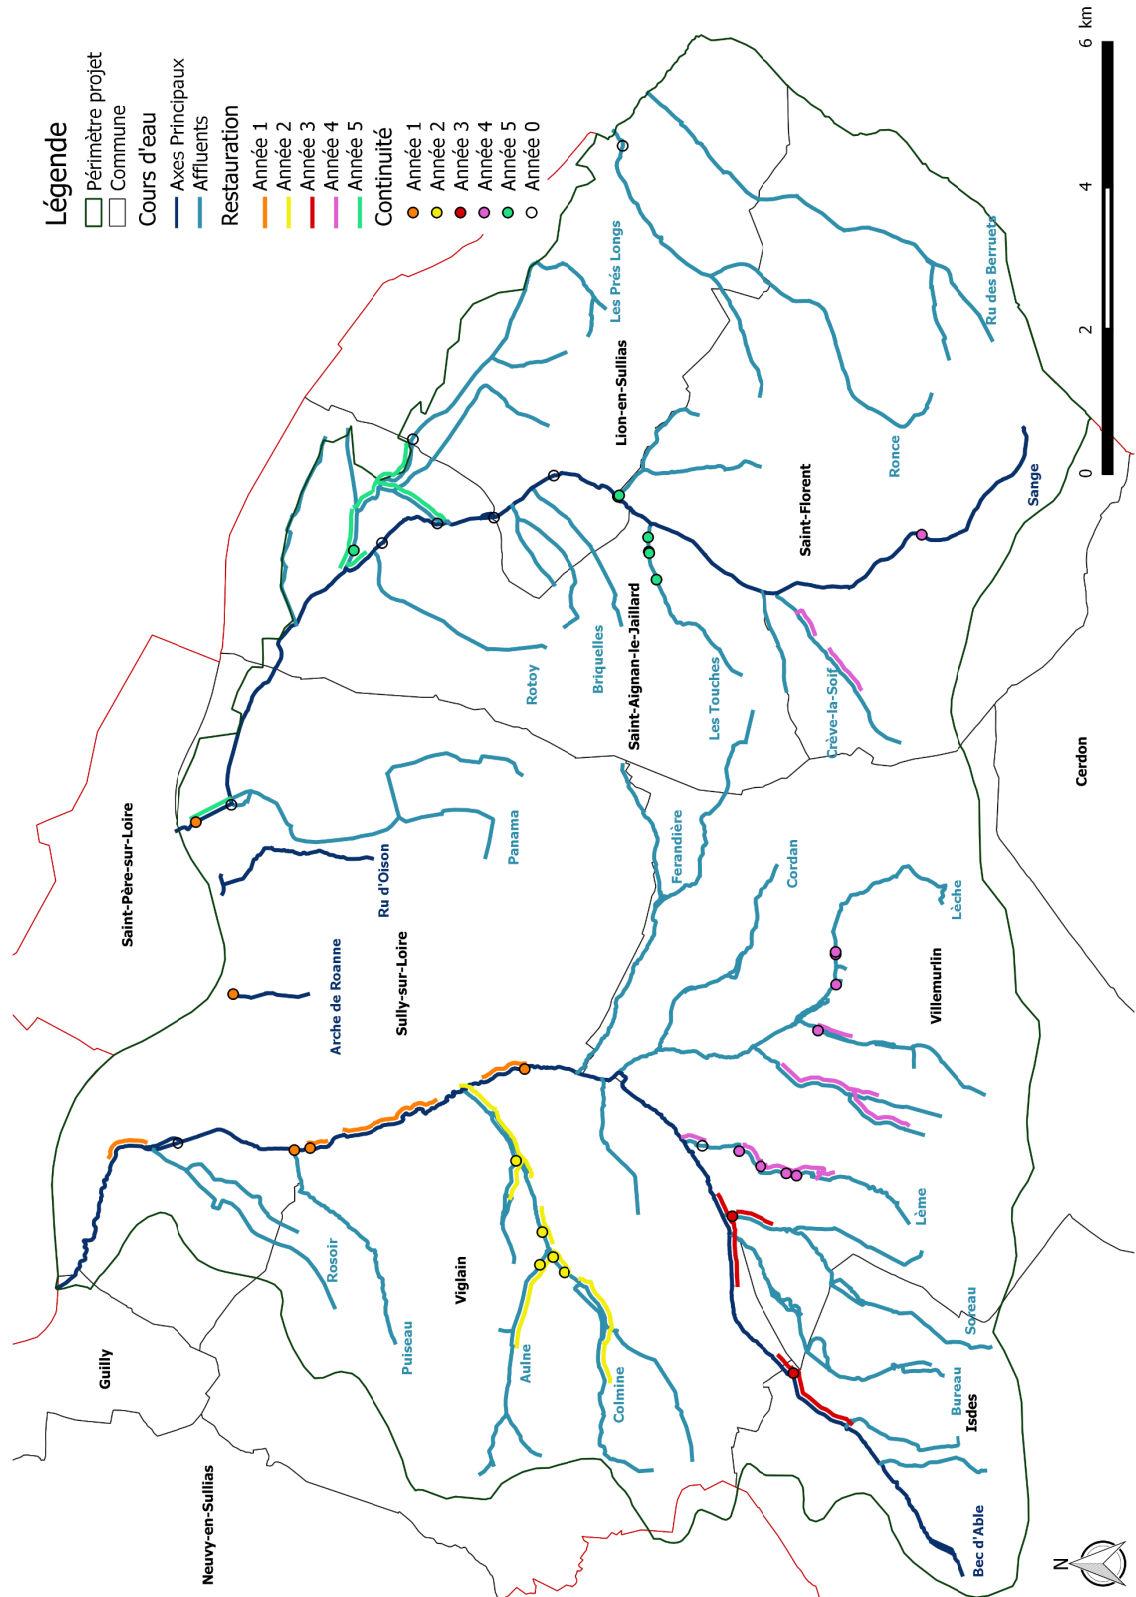 Légende
Périmètre projet
Commune
Cours d'eau
Axes Principaux
Affluents
Restauration
Année 1
Année 2
Année 3
Année 4
Année 5
Continuité
Année 1
Année 2
Année 3
Année 4
Année 5
Année 0
0 2 4 6 km
Saint-Père-sur-Loire
Guilly
Neuvy-en-Sullias
Arche de Roanne
Ru d'Oison
Sully-sur-Loire
Panama
Rotoy
Briquelles
Les Prés Longs
Lion-en-Sullias
Saint-Aignan-le-Jaillard
Les Touches
Saint-Florent
Crève-la-Soif
Ronce
Ru des Berruets
Sange
Cerdon
Rosoir
Puiseau
Viglain
Aulne
Colmine
Ferandière
Cordan
Lèche
Villemurlin
Lème
Soreau
Bureau
Isdes
Bec d'Able
N